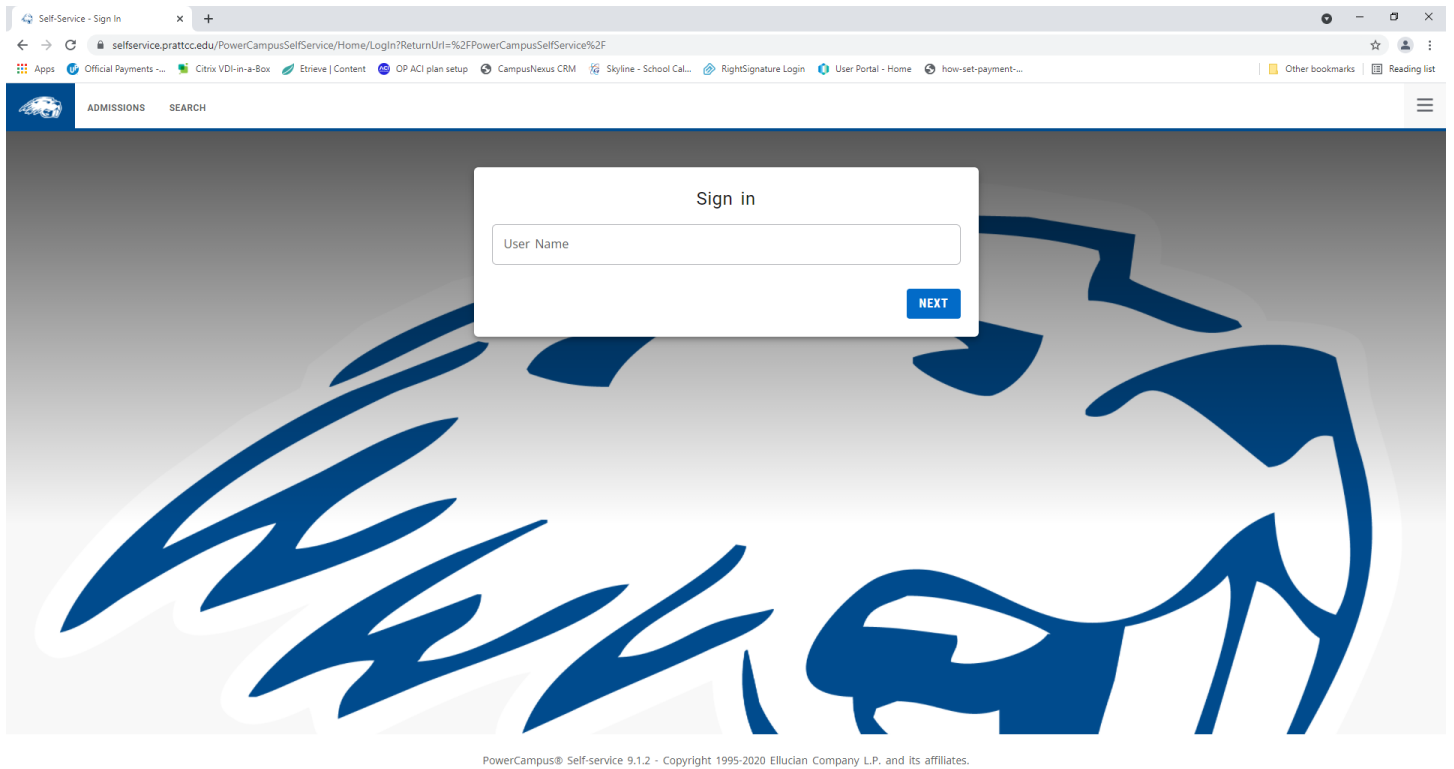 Self-Service - Sign In
selfservice.prattcc.edu/PowerCampusSelfService/Home/LogIn?ReturnUrl=%2FPowerCampusSelfService%2F
Apps Official Payments -... Citrix VDI-in-a-Box Etrieve | Content OP ACI plan setup CampusNexus CRM Skyline - School Cal... RightSignature Login User Portal - Home how-set-payment-... Other bookmarks Reading list
ADMISSIONS SEARCH
Sign in
User Name
NEXT
PowerCampus® Self-service 9.1.2 - Copyright 1995-2020 Ellucian Company L.P. and its affiliates.